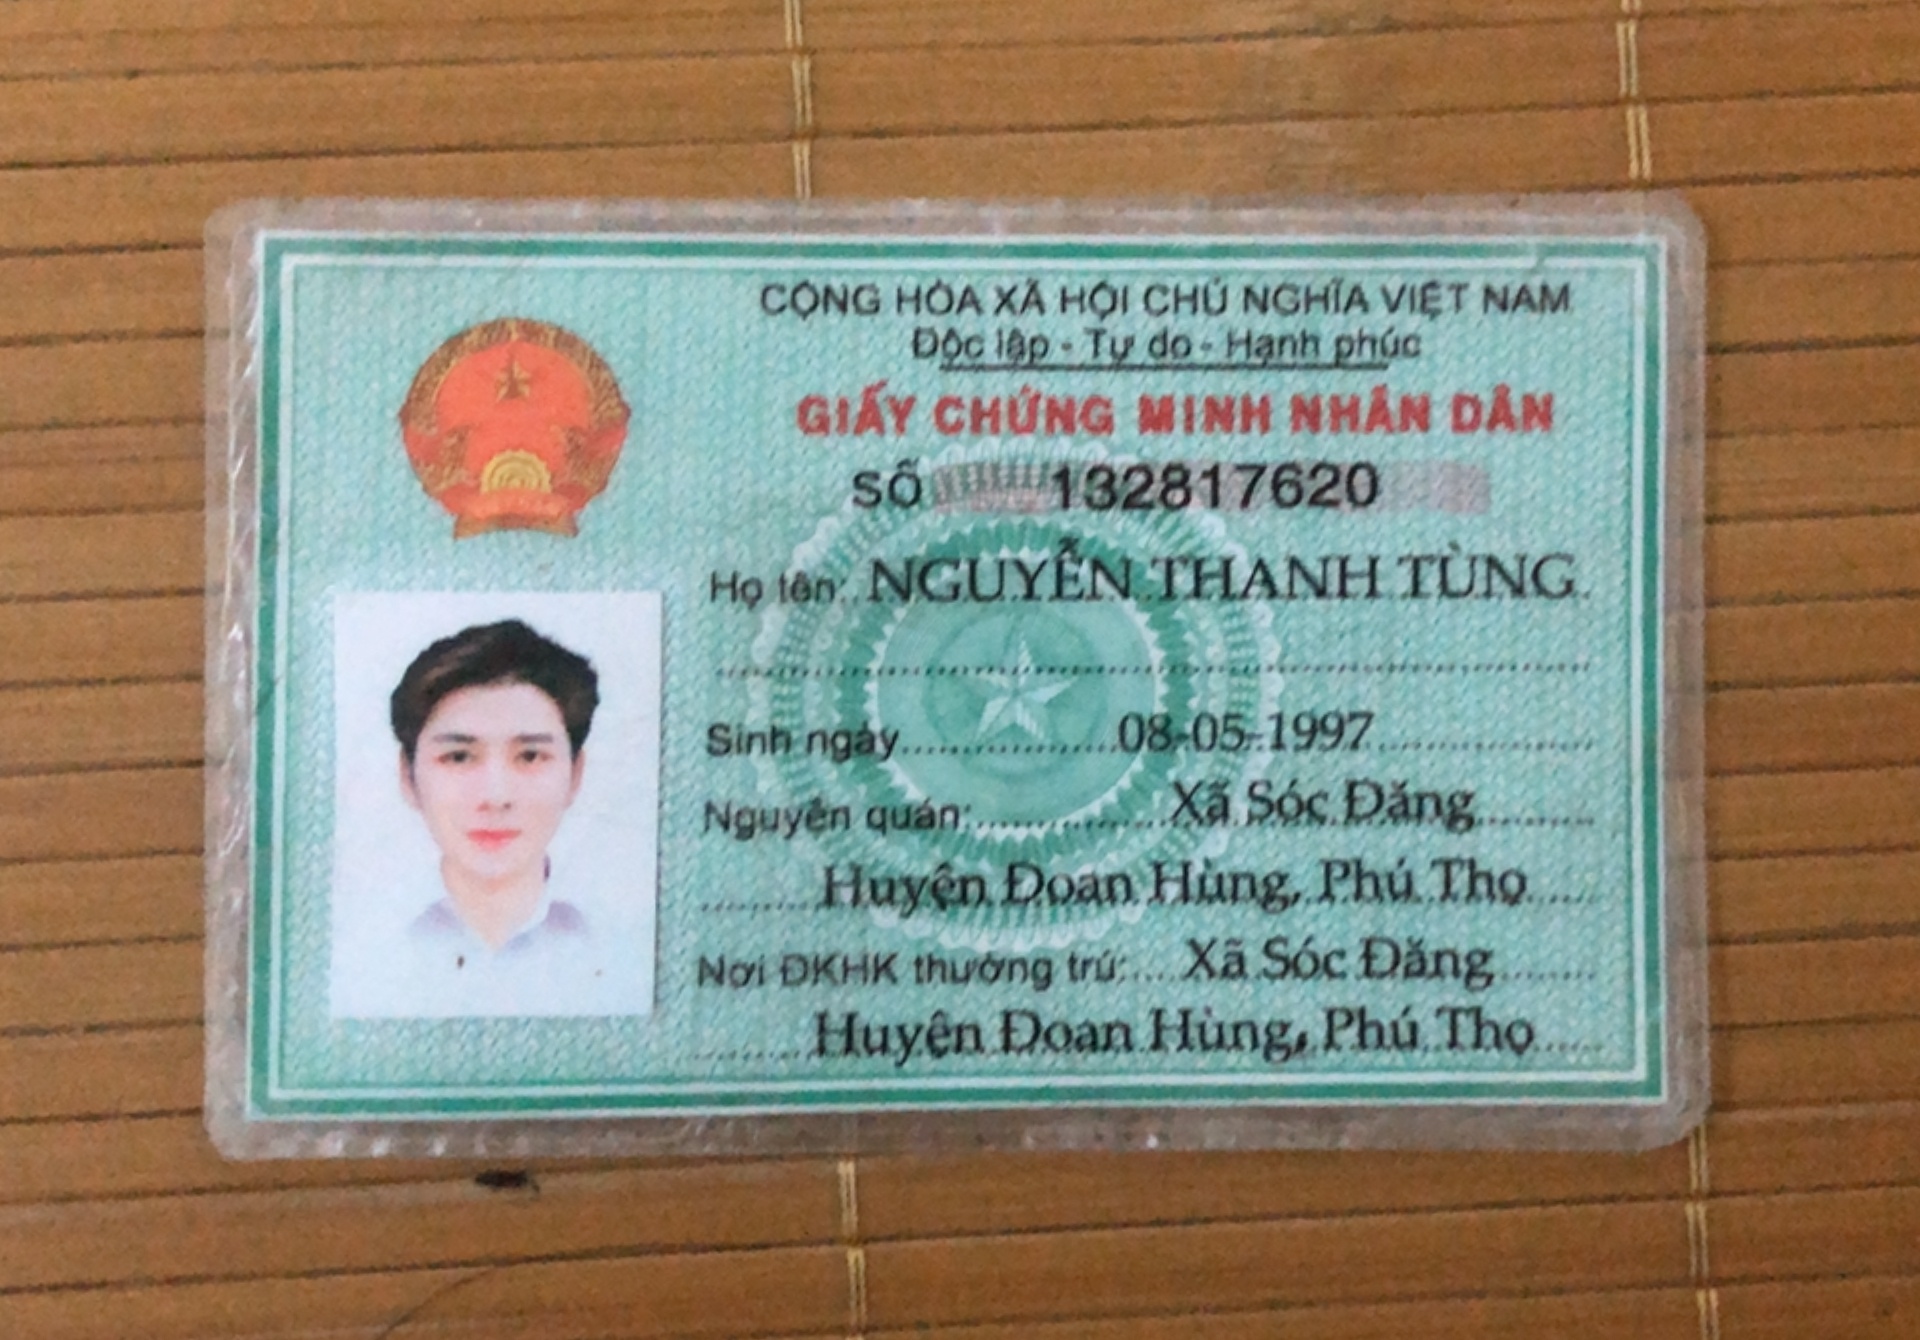 CỘNG HÒA XÃ HỘI CHỦ NGHĨA VIỆT NAM
Độc lập - Tự do - Hạnh phúc
GIẤY CHỨNG MINH NHÂN DÂN
SỐ 132817620
Họ tên: NGUYỄN THANH TÙNG
Sinh ngày 08-05-1997
Nguyên quán: Xã Sóc Đăng
Huyện Đoan Hùng, Phú Thọ
Nơi ĐKHK thường trú: Xã Sóc Đăng
Huyện Đoan Hùng, Phú Thọ